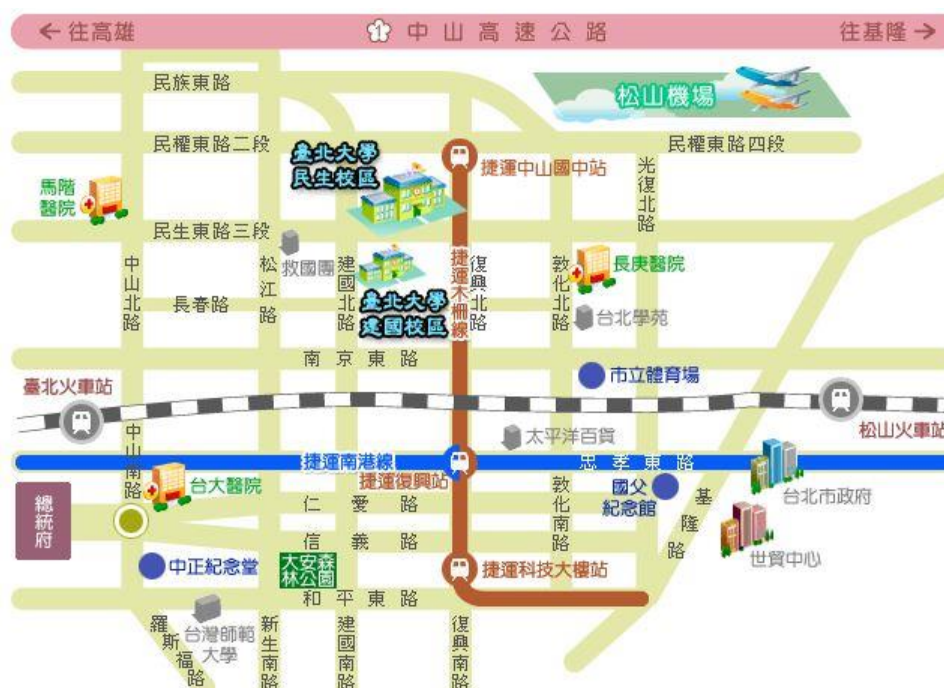 往高雄
1 中山高速公路
往基隆
民族東路
松山機場
民權東路二段
民權東路四段
臺北大學
民生校區
捷運中山國中站
光復北路
馬階
醫院
民生東路三段
救國團
中山北路
松江路
建國北路
捷運木柵線
復興北路
敦化北路
長庚醫院
長春路
臺北大學
建國校區
台北學苑
南京東路
市立體育場
臺北火車站
松山火車站
中山南路
太平洋百貨
捷運南港線
忠孝東路
捷運復興站
台大醫院
國父
紀念館
台北市政府
總統府
仁愛路
敦化南路
基隆路
信義路
世貿中心
中正紀念堂
大安森
林公園
捷運科技大樓站
和平東路
羅斯福路
台灣師範
大學
新生南路
建國南路
復興南路